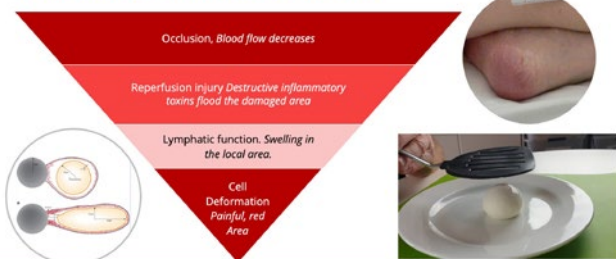 Occlusion, Blood flow decreases
Reperfusion injury Destructive inflammatory
toxins flood the damaged area
Lymphatic function. Swelling in
the local area.
Cell
Deformation
Painful, red
Area